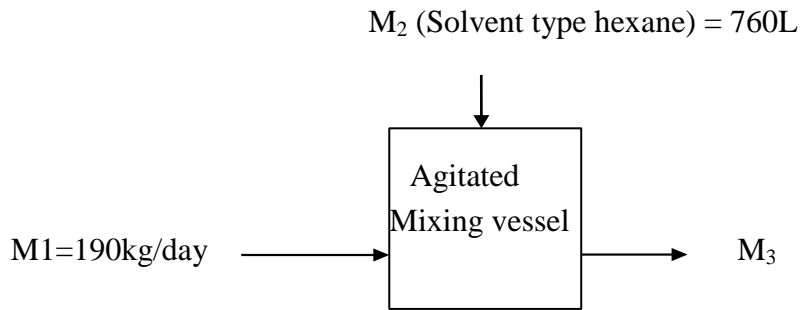 M₂ (Solvent type hexane) = 760L
Agitated
Mixing vessel
M1=190kg/day
M₃